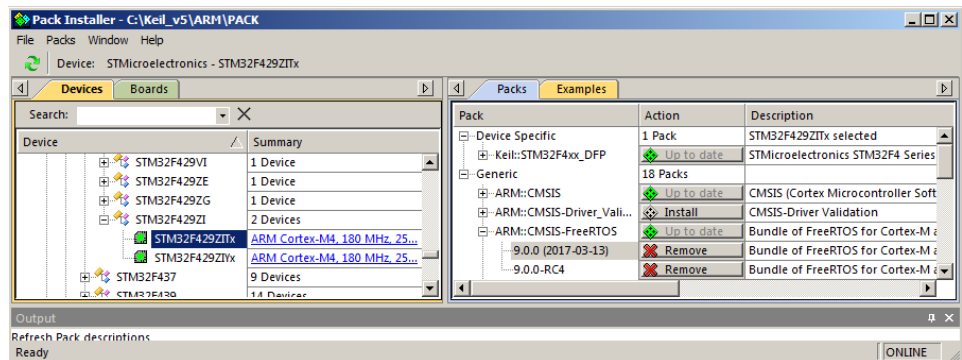 Pack Installer - C:\Keil_v5\ARM\PACK
File Packs Window Help
Device: STMicroelectronics - STM32F429ZITx
Devices Boards
Search:
Device Summary
STM32F429VI 1 Device
STM32F429ZE 1 Device
STM32F429ZG 1 Device
STM32F429ZI 2 Devices
STM32F429ZITx ARM Cortex-M4, 180 MHz, 25...
STM32F429ZIYx ARM Cortex-M4, 180 MHz, 25...
STM32F437 9 Devices
STM32F439 14 Devices
Packs Examples
Pack Action Description
Device Specific 1 Pack STM32F429ZITx selected
Keil::STM32F4xx_DFP Up to date STMicroelectronics STM32F4 Series
Generic 18 Packs
ARM::CMSIS Up to date CMSIS (Cortex Microcontroller Soft
ARM::CMSIS-Driver_Vali... Install CMSIS-Driver Validation
ARM::CMSIS-FreeRTOS Up to date Bundle of FreeRTOS for Cortex-M a
9.0.0 (2017-03-13) Remove Bundle of FreeRTOS for Cortex-M a
9.0.0-RC4 Remove Bundle of FreeRTOS for Cortex-M a
Output
Refresh Pack descriptions
Ready ONLINE